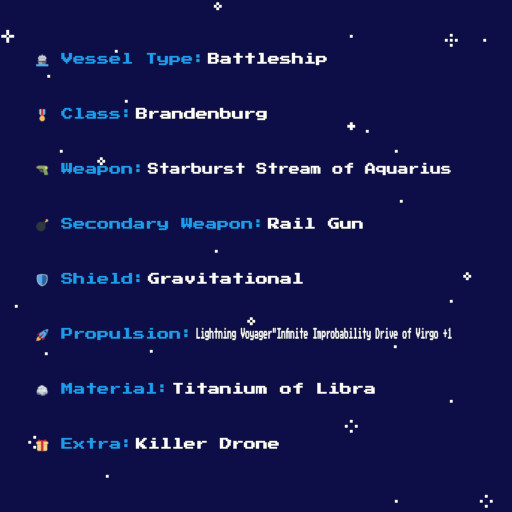 Vessel Type: Battleship
Class: Brandenburg
Weapon: Starburst Stream of Aquarius
Secondary Weapon: Rail Gun
Shield: Gravitational
Propulsion: Lightning Voyager"Infinite Improbability Drive of Virgo +1
Material: Titanium of Libra
Extra: Killer Drone